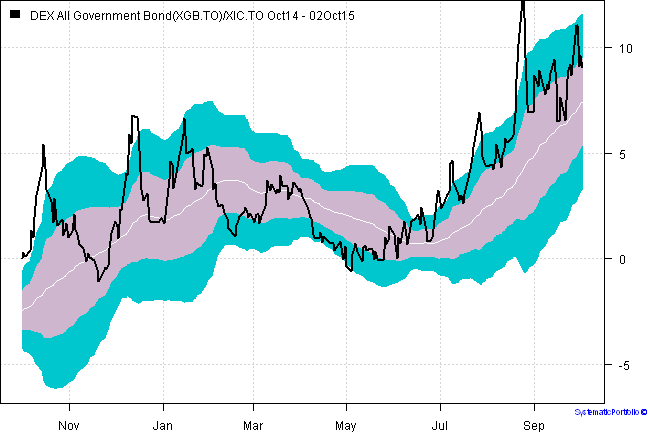 DEX All Government Bond(XGB.TO)/XIC.TO Oct14 - 02Oct15
10
5
0
-5
Nov Jan Mar May Jul Sep
SystematicPortfolio ©